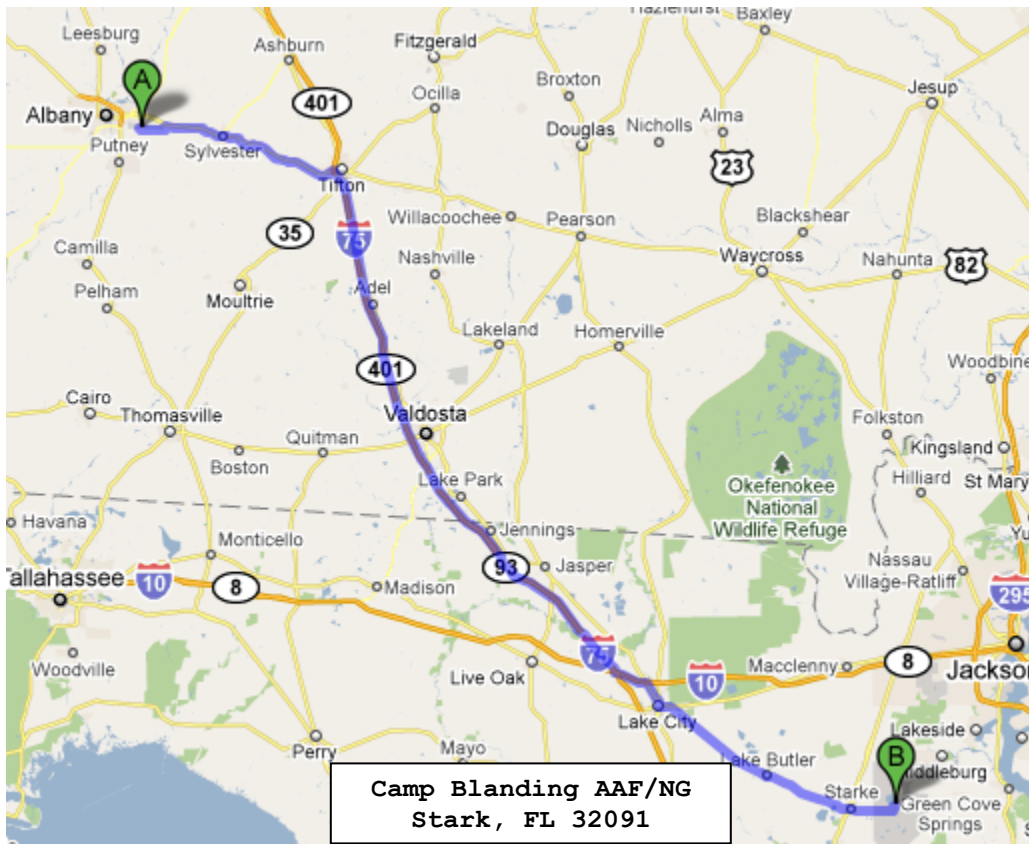 Leesburg
Ashburn
Fitzgerald
Hazlehurst
Baxley
A
401
Ocilla
Broxton
Jesup
Albany
Putney
Sylvester
Tifton
Douglas
Nicholls
Alma
23
Willacoochee
Pearson
Blackshear
35
75
Camilla
Nashville
Waycross
Nahunta
82
Pelham
Moultrie
Adel
Lakeland
Homerville
401
Woodbine
Cairo
Thomasville
Valdosta
Folkston
Quitman
Boston
Kingsland
Lake Park
Okefenokee
National
Wildlife Refuge
Hilliard
St Mary
Havana
Jennings
Yu
Monticello
93
Jasper
Nassau
Village-Ratliff
allahassee
10
8
Madison
295
Woodville
Live Oak
75
10
Macclenny
8
Jackson
Lake City
Lakeside
Perry
Mayo
Lake Butler
B
iddleburg
Starke
Green Cove
Springs
S
Camp Blanding AAF/NG
Stark, FL 32091